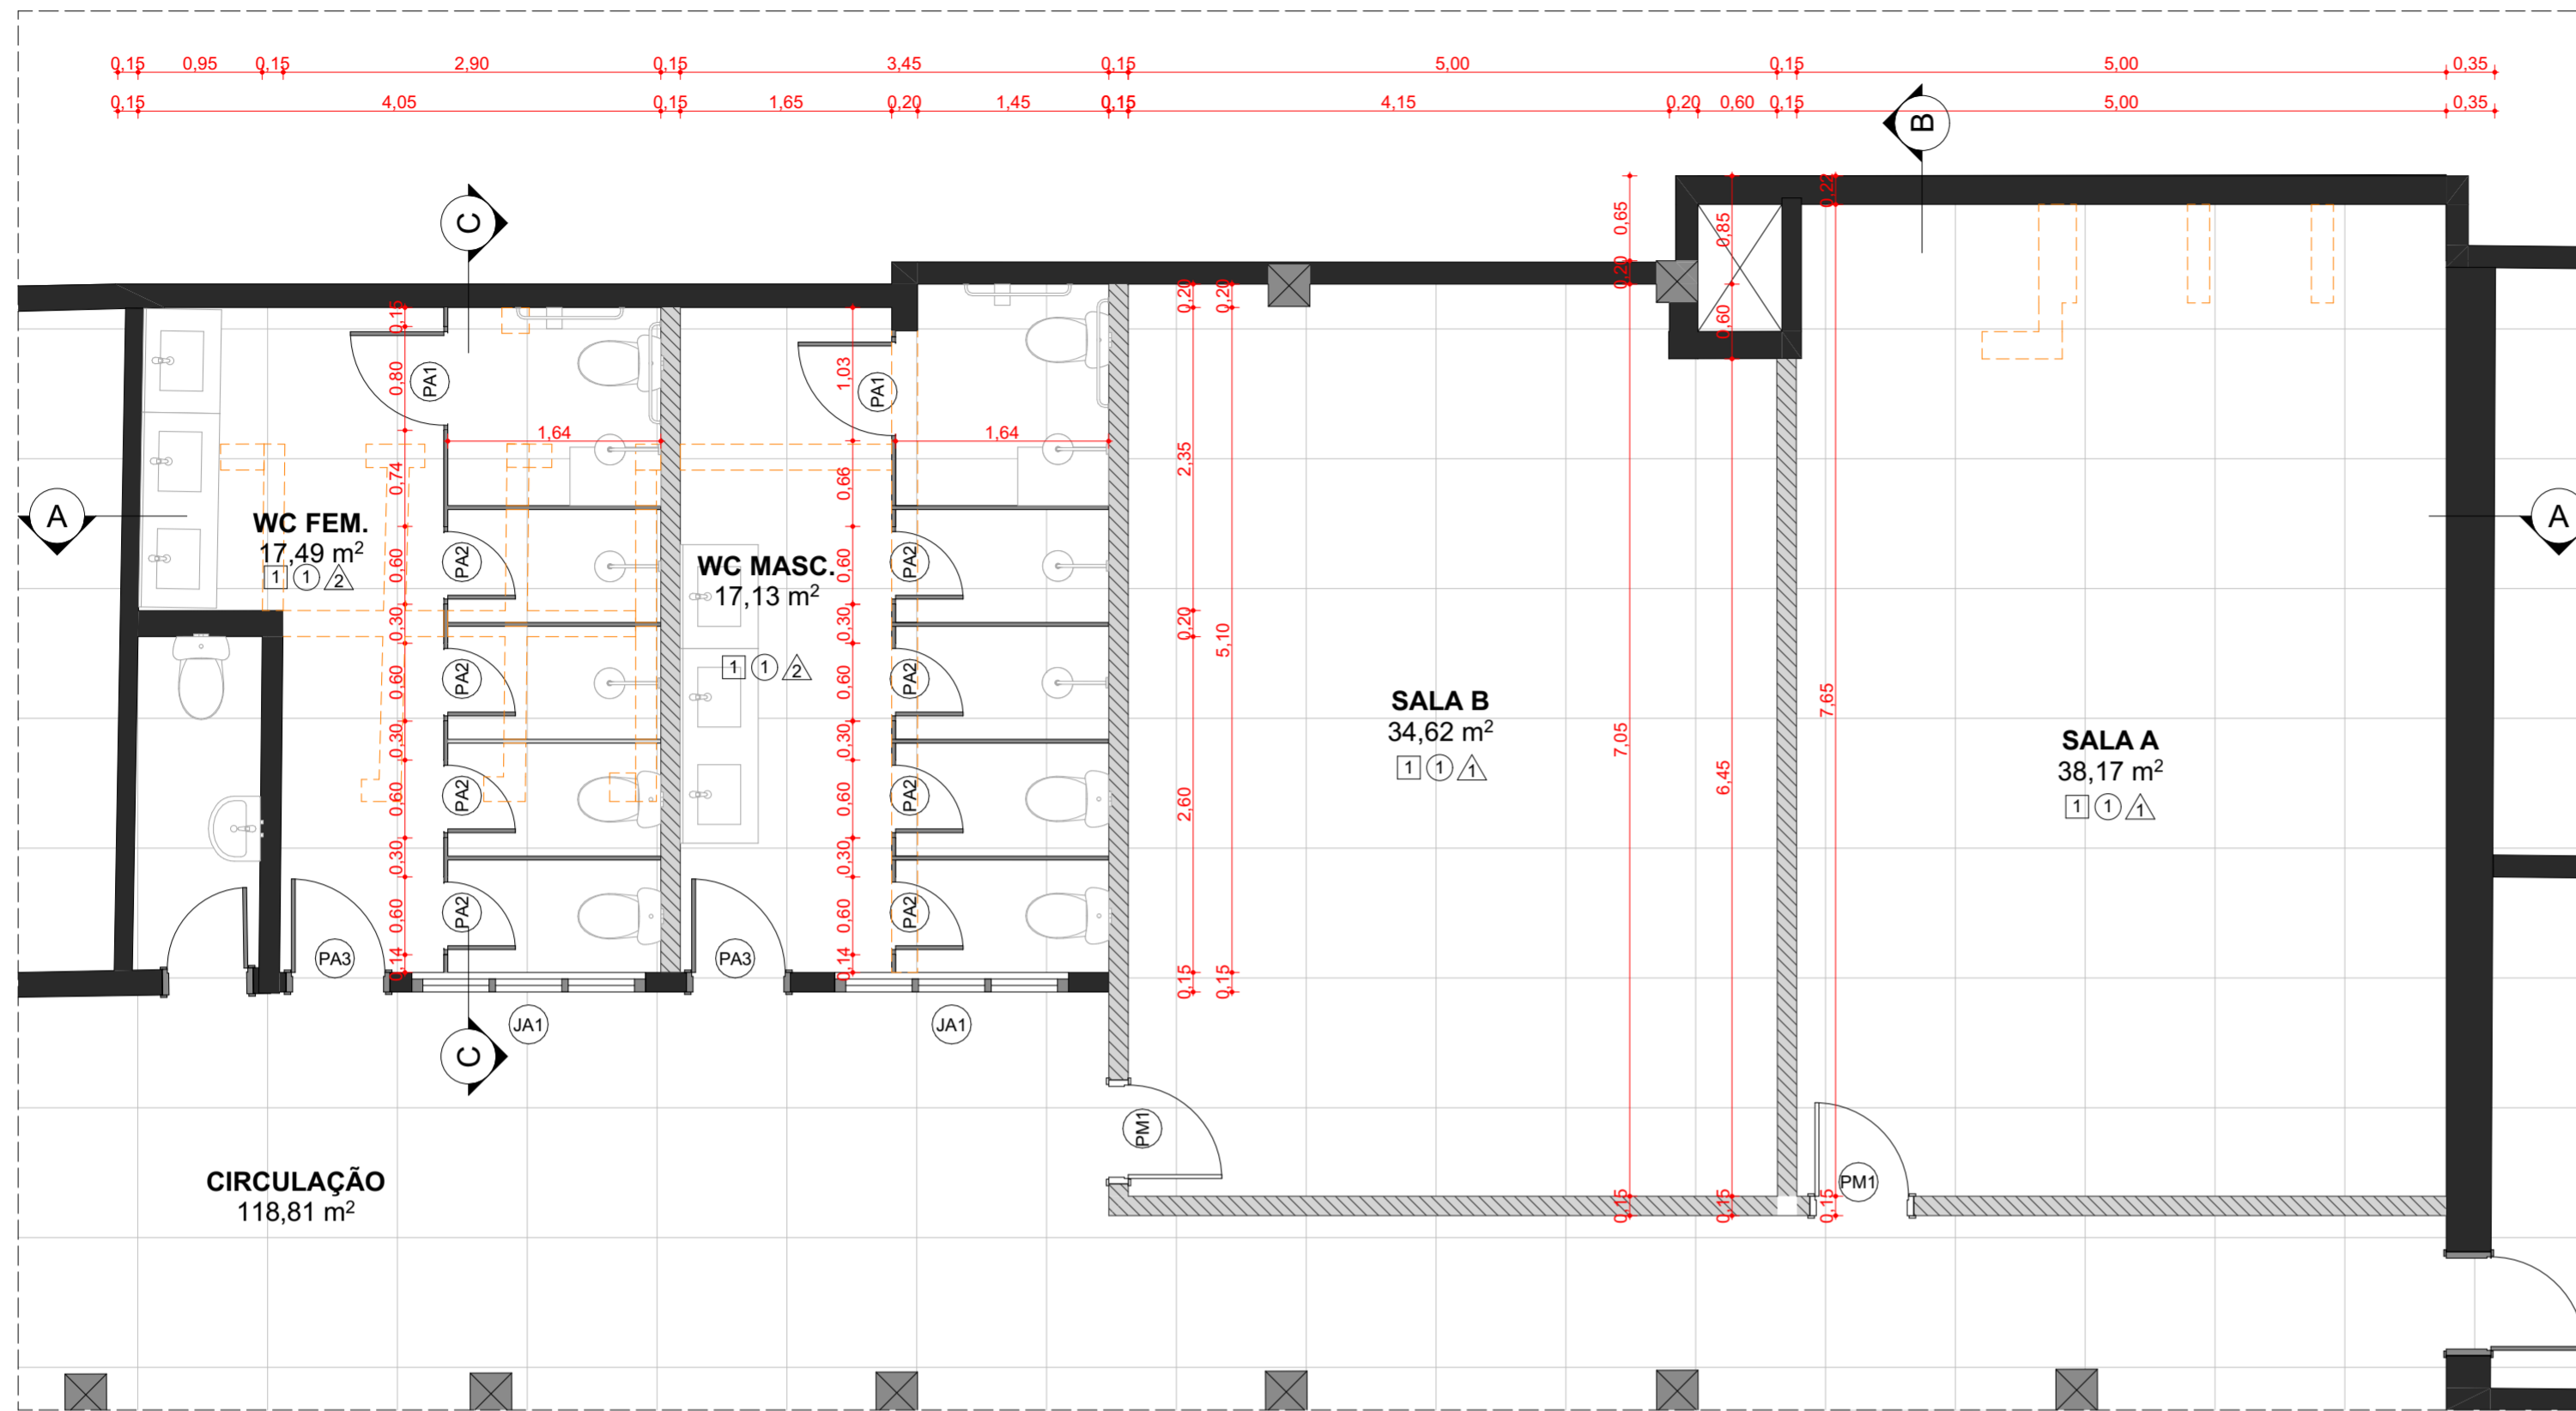 0,15 0,95 0,15 2,90 0,15 3,45 0,15 5,00 0,15 5,00 0,35
0,15 4,05 0,15 1,65 0,20 1,45 0,15 4,15 0,20 0,60 0,15 5,00 0,35
B
C
0,65
0,20
7,05
0,15
0,85
0,60
6,45
0,15
0,22
7,65
0,15
0,15
0,80
0,74
0,60
0,30
0,60
0,30
0,60
0,30
0,60
0,14
1,03
0,66
0,60
0,30
0,60
0,30
0,60
0,30
0,60
0,14
0,20
2,35
0,20
2,60
0,15
0,20
5,10
0,15
PA1
PA1
1,64
1,64
A
A
WC FEM.
17,49 m²
1 1 2
WC MASC.
17,13 m²
1 1 2
PA2
PA2
PA2
PA2
PA2
PA2
PA2
PA2
SALA B
34,62 m²
1 1 1
SALA A
38,17 m²
1 1 1
PA3
PA3
JA1
JA1
C
PM1
PM1
CIRCULAÇÃO
118,81 m²